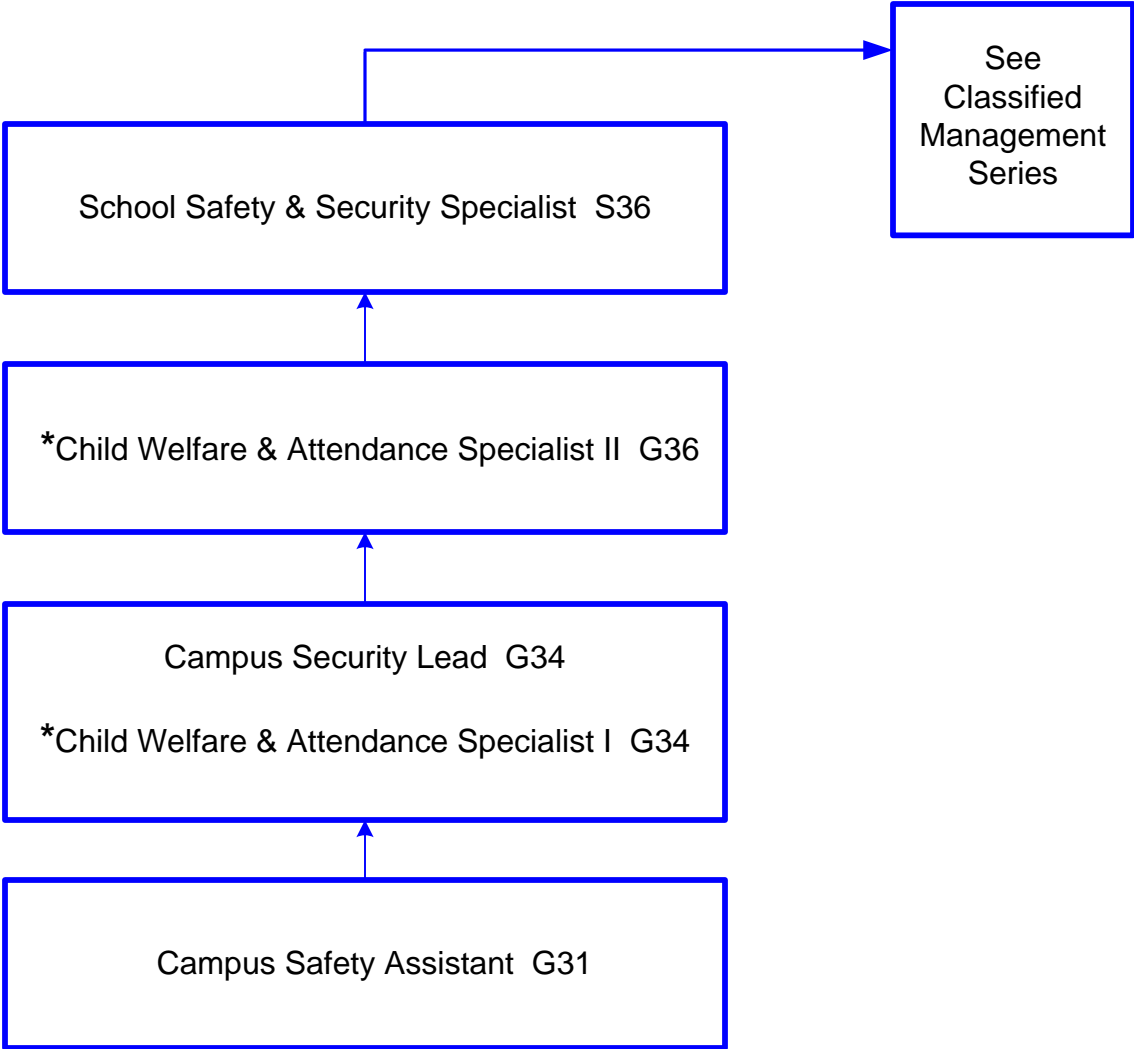 See
Classified
Management
Series
School Safety & Security Specialist  S36
*Child Welfare & Attendance Specialist II  G36
Campus Security Lead  G34
*Child Welfare & Attendance Specialist I  G34
Campus Safety Assistant  G31